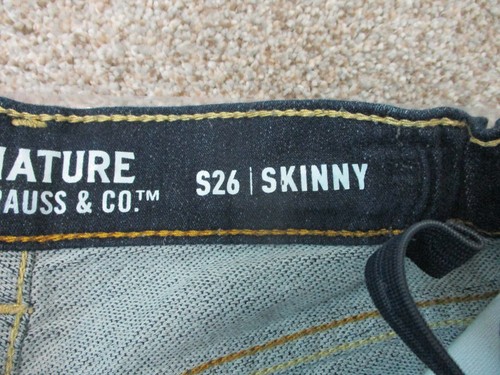 NATURE
AUSS & CO.™
S26 | SKINNY